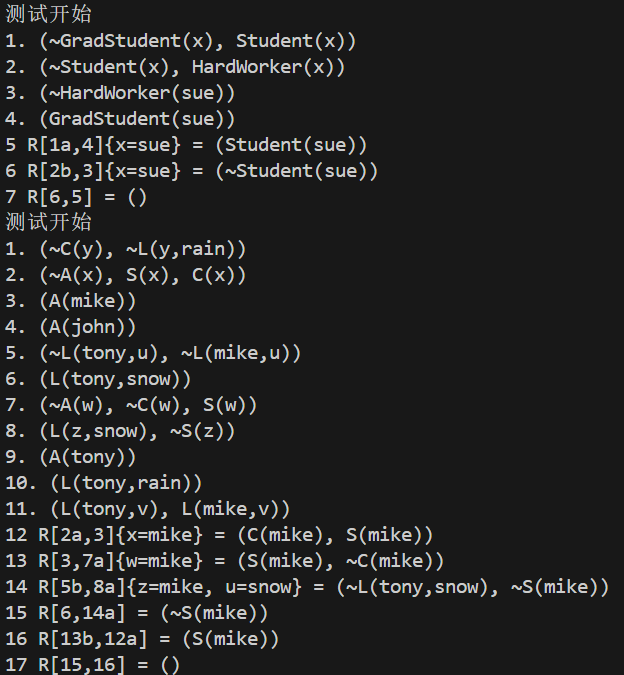 测试开始
1. (~GradStudent(x), Student(x))
2. (~Student(x), HardWorker(x))
3. (~HardWorker(sue))
4. (GradStudent(sue))
5 R[1a,4]{x=sue} = (Student(sue))
6 R[2b,3]{x=sue} = (~Student(sue))
7 R[6,5] = ()
测试开始
1. (~C(y), ~L(y,rain))
2. (~A(x), S(x), C(x))
3. (A(mike))
4. (A(john))
5. (~L(tony,u), ~L(mike,u))
6. (L(tony,snow))
7. (~A(w), ~C(w), S(w))
8. (L(z,snow), ~S(z))
9. (A(tony))
10. (L(tony,rain))
11. (L(tony,v), L(mike,v))
12 R[2a,3]{x=mike} = (C(mike), S(mike))
13 R[3,7a]{w=mike} = (S(mike), ~C(mike))
14 R[5b,8a]{z=mike, u=snow} = (~L(tony,snow), ~S(mike))
15 R[6,14a] = (~S(mike))
16 R[13b,12a] = (S(mike))
17 R[15,16] = ()